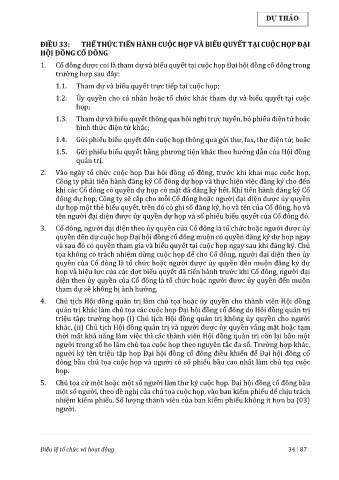 DỰ THẢO
ĐIỀU 33: THỂ THỨC TIẾN HÀNH CUỘC HỌP VÀ BIỂU QUYẾT TẠI CUỘC HỌP ĐẠI
HỘI ĐỒNG CỔ ĐÔNG
1. Cổ đông được coi là tham dự và biểu quyết tại cuộc họp Đại hội đồng cổ đông trong
trường hợp sau đây:
1.1. Tham dự và biểu quyết trực tiếp tại cuộc họp;
1.2. Ủy quyền cho cá nhân hoặc tổ chức khác tham dự và biểu quyết tại cuộc
họp;
1.3. Tham dự và biểu quyết thông qua hội nghị trực tuyến, bỏ phiếu điện tử hoặc
hình thức điện tử khác;
1.4. Gửi phiếu biểu quyết đến cuộc họp thông qua gửi thư, fax, thư điện tử; hoặc
1.5. Gửi phiếu biểu quyết bằng phương tiện khác theo hướng dẫn của Hội đồng
quản trị.
2. Vào ngày tổ chức cuộc họp Đại hội đồng cổ đông, trước khi khai mạc cuộc họp,
Công ty phải tiến hành đăng ký Cổ đông dự họp và thực hiện việc đăng ký cho đến
khi các Cổ đông có quyền dự họp có mặt đã đăng ký hết. Khi tiến hành đăng ký Cổ
đông dự họp, Công ty sẽ cấp cho mỗi Cổ đông hoặc người đại diện được ủy quyền
dự họp một thẻ biểu quyết, trên đó có ghi số đăng ký, họ và tên của Cổ đông, họ và
tên người đại diện được ủy quyền dự họp và số phiếu biểu quyết của Cổ đông đó.
3. Cổ đông, người đại diện theo ủy quyền của Cổ đông là tổ chức hoặc người được ủy
quyền đến dự cuộc họp Đại hội đồng cổ đông muộn có quyền đăng ký dự họp ngay
và sau đó có quyền tham gia và biểu quyết tại cuộc họp ngay sau khi đăng ký. Chủ
tọa không có trách nhiệm dừng cuộc họp để cho Cổ đông, người đại diện theo ủy
quyền của Cổ đông là tổ chức hoặc người được ủy quyền đến muộn đăng ký dự
họp và hiệu lực của các đợt biểu quyết đã tiến hành trước khi Cổ đông, người đại
diện theo ủy quyền của Cổ đông là tổ chức hoặc người được ủy quyền đến muộn
tham dự sẽ không bị ảnh hưởng.
4. Chủ tịch Hội đồng quản trị làm chủ tọa hoặc ủy quyền cho thành viên Hội đồng
quản trị khác làm chủ tọa các cuộc họp Đại hội đồng cổ đông do Hội đồng quản trị
triệu tập; trường hợp (i) Chủ tịch Hội đồng quản trị không ủy quyền cho người
khác, (ii) Chủ tịch Hội đồng quản trị và người được ủy quyền vắng mặt hoặc tạm
thời mất khả năng làm việc thì các thành viên Hội đồng quản trị còn lại bầu một
người trong số họ làm chủ tọa cuộc họp theo nguyên tắc đa số. Trường hợp khác,
người ký tên triệu tập họp Đại hội đồng cổ đông điều khiển để Đại hội đồng cổ
đông bầu chủ tọa cuộc họp và người có số phiếu bầu cao nhất làm chủ tọa cuộc
họp.
5. Chủ tọa cử một hoặc một số người làm thư ký cuộc họp. Đại hội đồng cổ đông bầu
một số người, theo đề nghị của chủ tọa cuộc họp, vào ban kiểm phiếu để chịu trách
nhiệm kiểm phiếu. Số lượng thành viên của ban kiểm phiếu không ít hơn ba (03)
người.
Điều lệ tổ chức và hoạt động 34 | 87